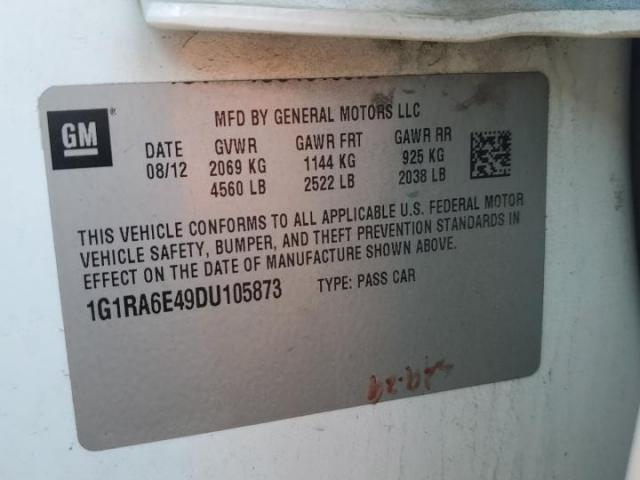 MFD BY GENERAL MOTORS LLC
GM
DATE GVWR GAWR FRT GAWR RR
08/12 2069 KG 1144 KG 925 KG
4560 LB 2522 LB 2038 LB
THIS VEHICLE CONFORMS TO ALL APPLICABLE U.S. FEDERAL MOTOR
VEHICLE SAFETY, BUMPER, AND THEFT PREVENTION STANDARDS IN
EFFECT ON THE DATE OF MANUFACTURE SHOWN ABOVE.
1G1RA6E49DU105873 TYPE: PASS CAR